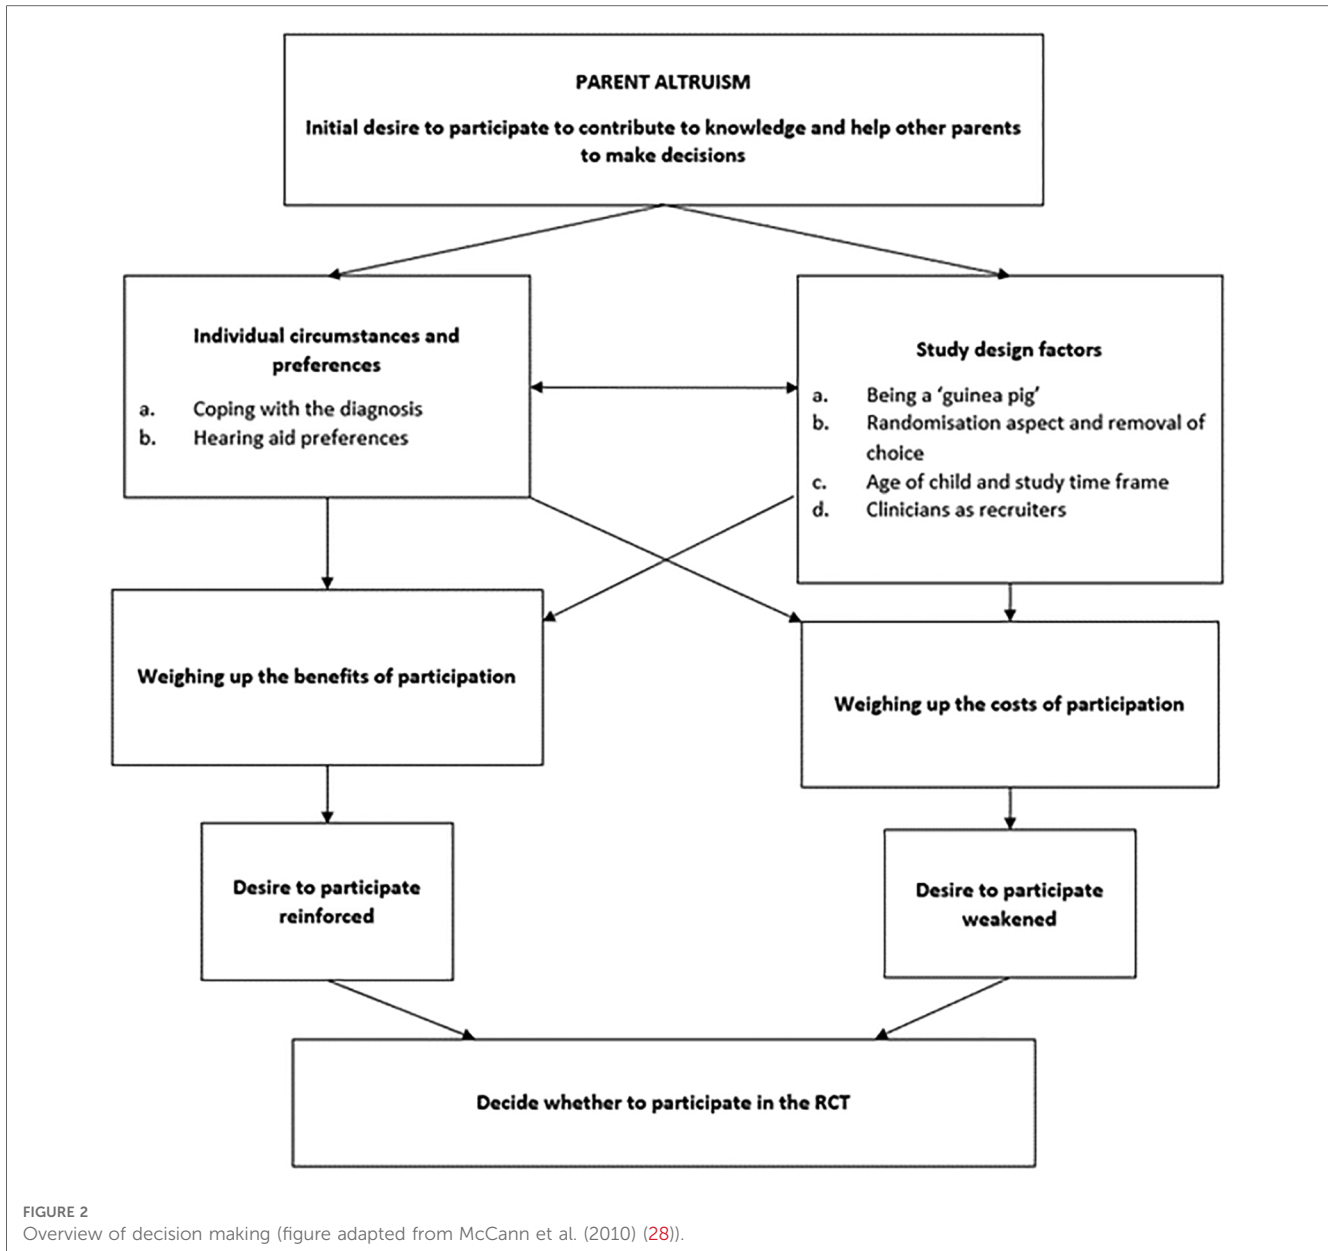 PARENT ALTRUISM
Initial desire to participate to contribute to knowledge and help other parents
to make decisions
Individual circumstances and
preferences
a. Coping with the diagnosis
b. Hearing aid preferences
Study design factors
a. Being a ‘guinea pig’
b. Randomisation aspect and removal of
choice
c. Age of child and study time frame
d. Clinicians as recruiters
Weighing up the benefits of participation
Weighing up the costs of participation
Desire to participate
reinforced
Desire to participate
weakened
Decide whether to participate in the RCT
FIGURE 2
Overview of decision making (figure adapted from McCann et al. (2010) (28)).